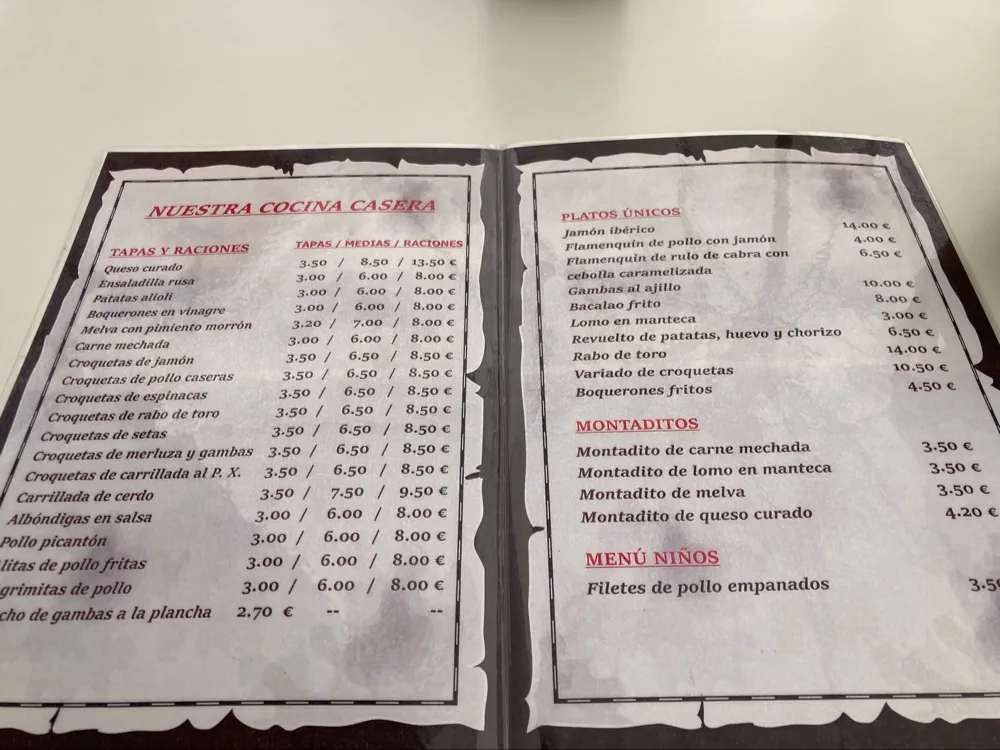 NUESTRA COCINA CASERA
TAPAS Y RACIONES TAPAS / MEDIAS / RACIONES
Queso curado 3.50 / 8.50 / 13.50 €
Ensaladilla rusa 3.00 / 6.00 / 8.00 €
Patatas alioli 3.00 / 6.00 / 8.00 €
Boquerones en vinagre 3.00 / 6.00 / 8.00 €
Melva con pimiento morrón 3.20 / 7.00 / 8.00 €
Carne mechada 3.00 / 6.00 / 8.00 €
Croquetas de jamón 3.50 / 6.50 / 8.50 €
Croquetas de pollo caseras 3.50 / 6.50 / 8.50 €
Croquetas de espinacas 3.50 / 6.50 / 8.50 €
Croquetas de rabo de toro 3.50 / 6.50 / 8.50 €
Croquetas de setas 3.50 / 6.50 / 8.50 €
Croquetas de merluza y gambas 3.50 / 6.50 / 8.50 €
Croquetas de carrillada al P. X. 3.50 / 6.50 / 8.50 €
Carrillada de cerdo 3.50 / 7.50 / 9.50 €
Albóndigas en salsa 3.00 / 6.00 / 8.00 €
Pollo picantón 3.00 / 6.00 / 8.00 €
litas de pollo fritas 3.00 / 6.00 / 8.00 €
grimitas de pollo 3.00 / 6.00 / 8.00 €
cho de gambas a la plancha 2.70 € -- --
PLATOS ÚNICOS
Jamón ibérico 14.00 €
Flamenquin de pollo con jamón 4.00 €
Flamenquin de rulo de cabra con 6.50 €
cebolla caramelizada
Gambas al ajillo 10.00 €
Bacalao frito 8.00 €
Lomo en manteca 3.00 €
Revuelto de patatas, huevo y chorizo 6.50 €
Rabo de toro 14.00 €
Variado de croquetas 10.50 €
Boquerones fritos 4.50 €
MONTADITOS
Montadito de carne mechada 3.50 €
Montadito de lomo en manteca 3.50 €
Montadito de melva 3.50 €
Montadito de queso curado 4.20 €
MENÚ NIÑOS
Filetes de pollo empanados 3.5